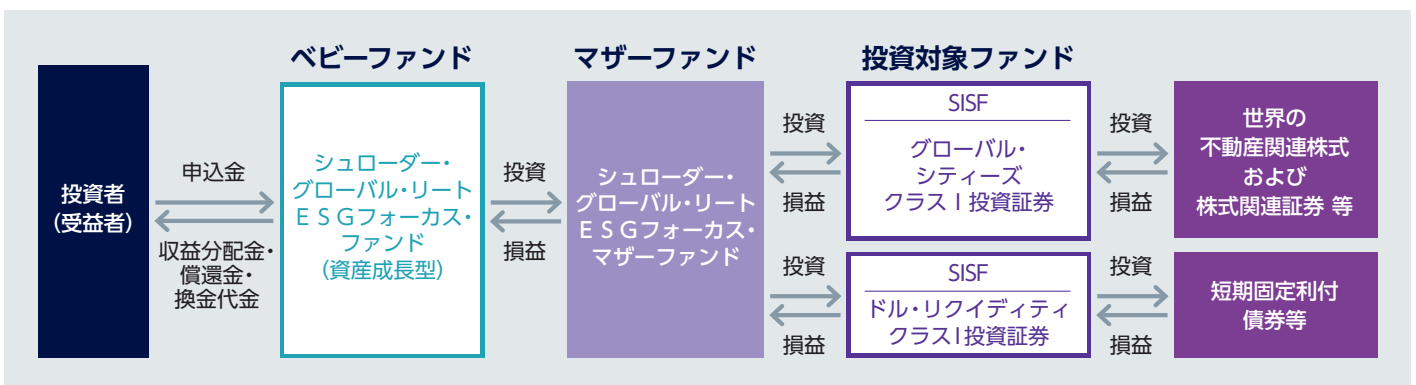 ベビーファンド
マザーファンド
投資対象ファンド
投資者
(受益者)
申込金
収益分配金・
償還金・
換金代金
シュローダー・
グローバル・リート
ESGフォーカス・
ファンド
(資産成長型)
投資
損益
シュローダー・
グローバル・リート
ESGフォーカス・
マザーファンド
投資
損益
SISF
グローバル・
シティーズ
クラスI投資証券
投資
損益
世界の
不動産関連株式
および
株式関連証券 等
投資
損益
SISF
ドル・リクイディティ
クラスI投資証券
投資
損益
短期固定利付
債券等